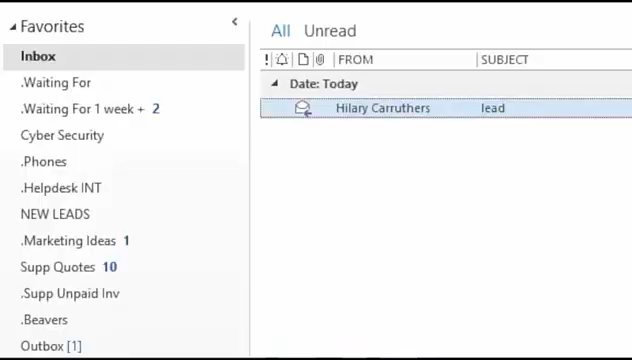 Favorites
Inbox
.Waiting For
.Waiting For 1 week + 2
Cyber Security
.Phones
.Helpdesk INT
NEW LEADS
.Marketing Ideas 1
Supp Quotes 10
.Supp Unpaid Inv
.Beavers
Outbox [1]
All Unread
! FROM SUBJECT
Date: Today
Hilary Carruthers lead